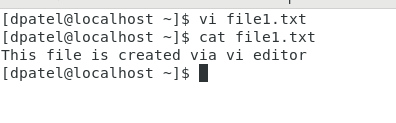 [dpatel@localhost ~]$ vi file1.txt
[dpatel@localhost ~]$ cat file1.txt
This file is created via vi editor
[dpatel@localhost ~]$